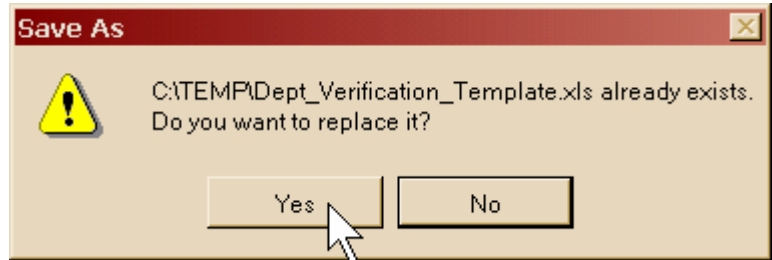 Save As
C:\TEMP\Dept_Verification_Template.xls already exists.
Do you want to replace it?
Yes
No